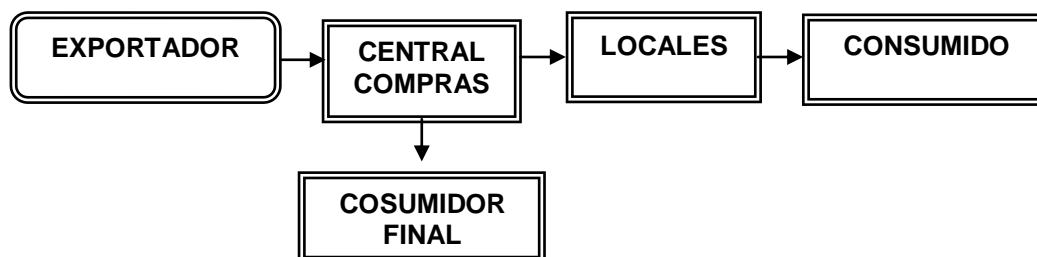 EXPORTADOR
CENTRAL
COMPRAS
LOCALES
CONSUMIDO
COSUMIDOR
FINAL